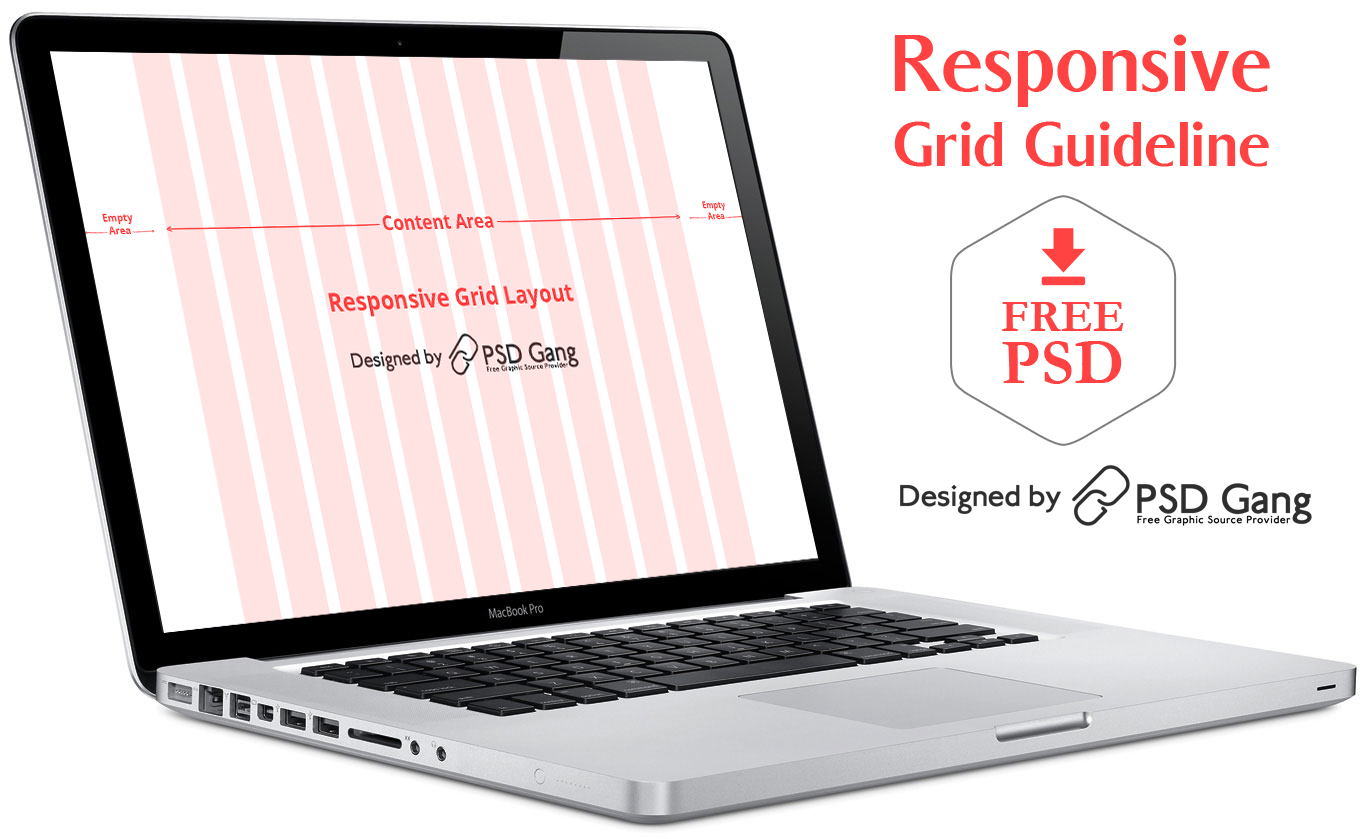 Responsive
Grid Guideline
FREE
PSD
Designed by PSD Gang
Free Graphic Source Provider
Empty
Area
Content Area
Empty
Area
Responsive Grid Layout
Designed by PSD Gang
Free Graphic Source Provider
MacBook Pro